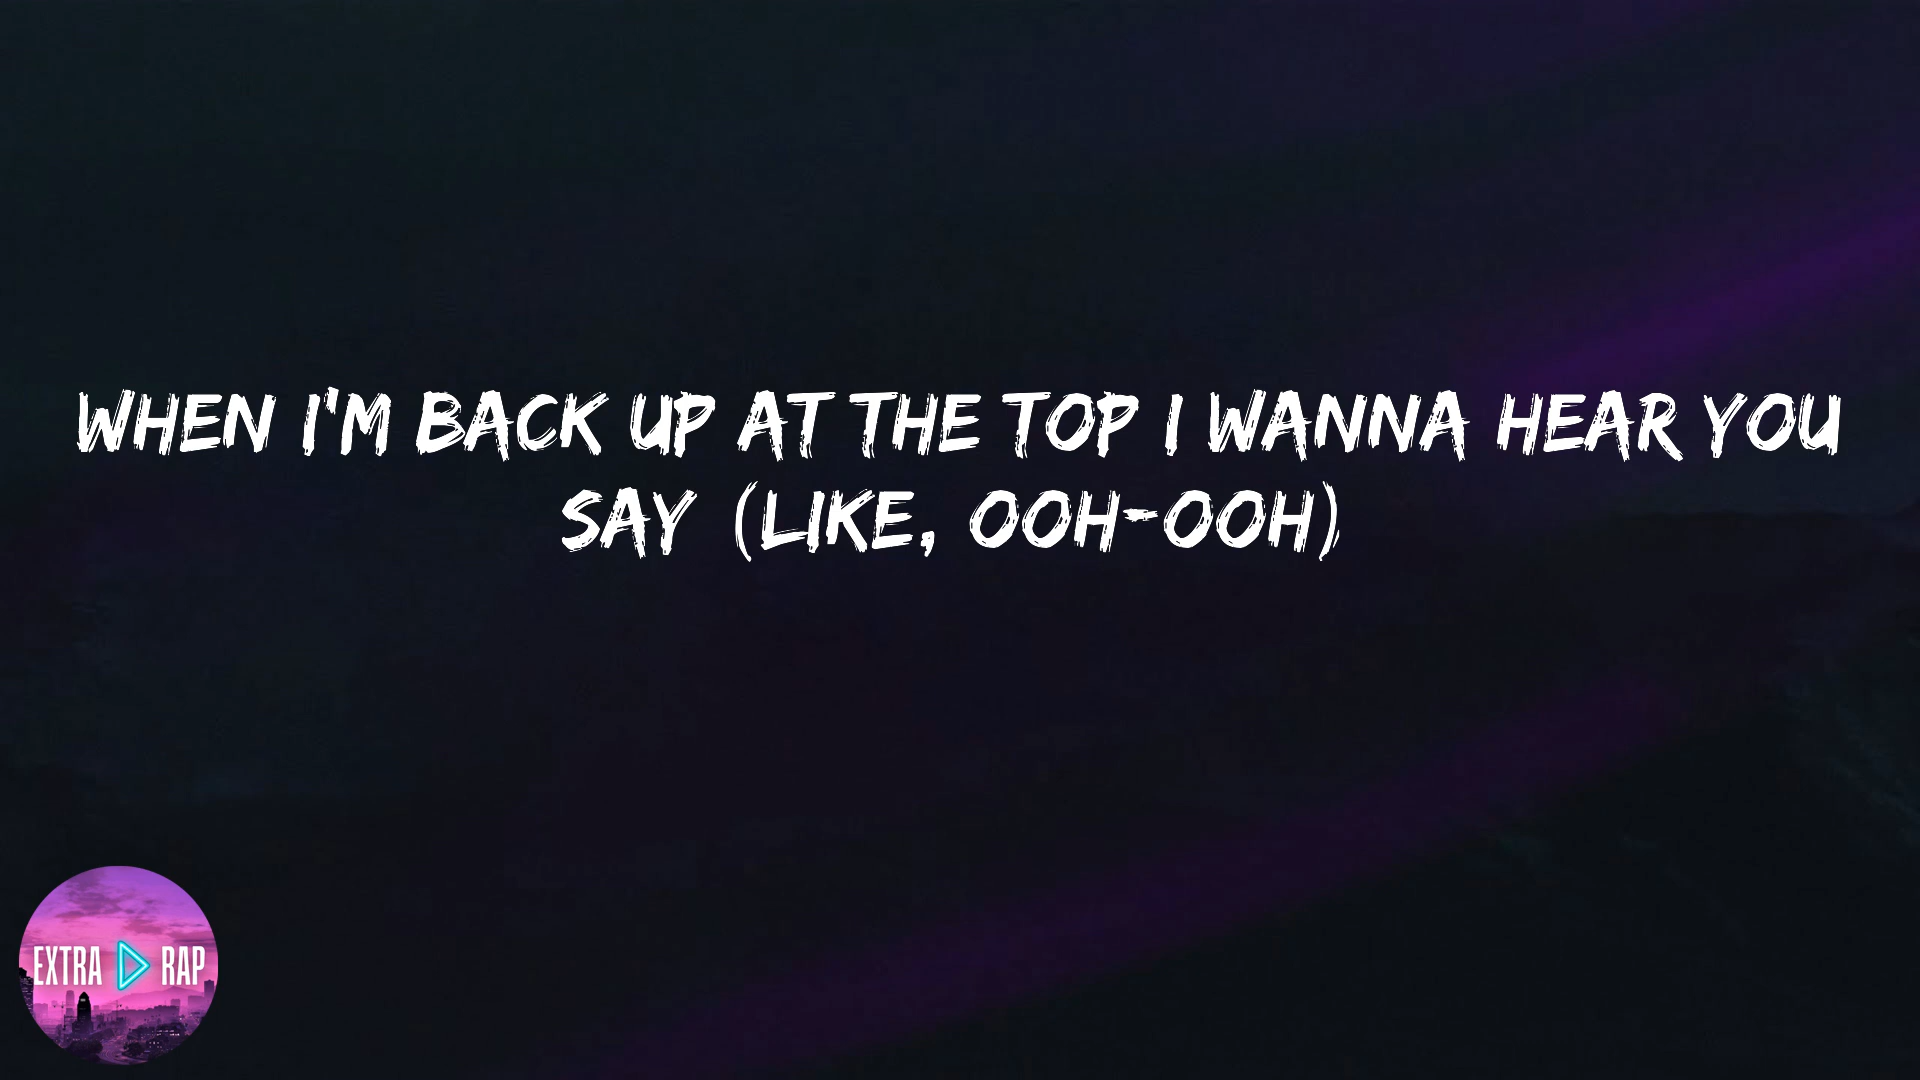 WHEN I'M BACK UP AT THE TOP I WANNA HEAR YOU
SAY (LIKE, OOH-OOH)
EXTRA RAP